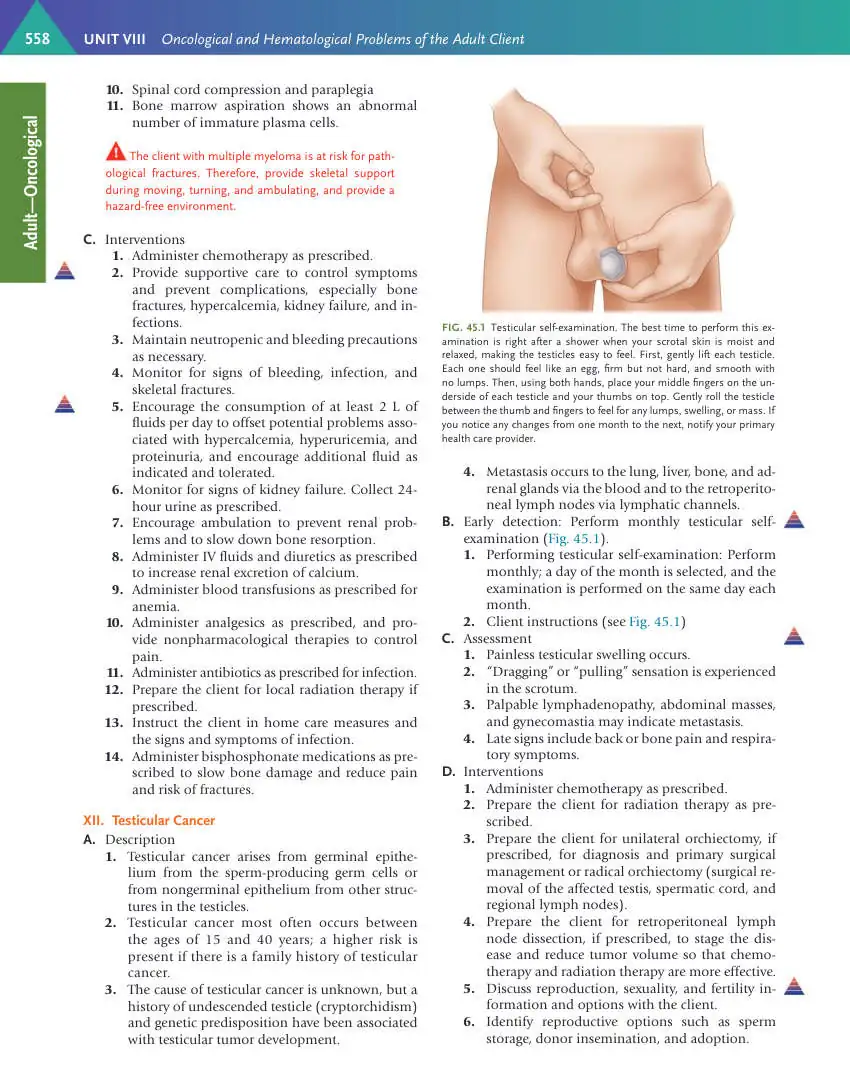 558 UNIT VIII Oncological and Hematological Problems of the Adult Client
Adult—Oncological
10. Spinal cord compression and paraplegia
11. Bone marrow aspiration shows an abnormal
number of immature plasma cells.
The client with multiple myeloma is at risk for path-
ological fractures. Therefore, provide skeletal support
during moving, turning, and ambulating, and provide a
hazard-free environment.
C. Interventions
1. Administer chemotherapy as prescribed.
2. Provide supportive care to control symptoms
and prevent complications, especially bone
fractures, hypercalcemia, kidney failure, and in-
fections.
3. Maintain neutropenic and bleeding precautions
as necessary.
4. Monitor for signs of bleeding, infection, and
skeletal fractures.
5. Encourage the consumption of at least 2 L of
fluids per day to offset potential problems asso-
ciated with hypercalcemia, hyperuricemia, and
proteinuria, and encourage additional fluid as
indicated and tolerated.
6. Monitor for signs of kidney failure. Collect 24-
hour urine as prescribed.
7. Encourage ambulation to prevent renal prob-
lems and to slow down bone resorption.
8. Administer IV fluids and diuretics as prescribed
to increase renal excretion of calcium.
9. Administer blood transfusions as prescribed for
anemia.
10. Administer analgesics as prescribed, and pro-
vide nonpharmacological therapies to control
pain.
11. Administer antibiotics as prescribed for infection.
12. Prepare the client for local radiation therapy if
prescribed.
13. Instruct the client in home care measures and
the signs and symptoms of infection.
14. Administer bisphosphonate medications as pre-
scribed to slow bone damage and reduce pain
and risk of fractures.
XII. Testicular Cancer
A. Description
1. Testicular cancer arises from germinal epithe-
lium from the sperm-producing germ cells or
from nongerminal epithelium from other struc-
tures in the testicles.
2. Testicular cancer most often occurs between
the ages of 15 and 40 years; a higher risk is
present if there is a family history of testicular
cancer.
3. The cause of testicular cancer is unknown, but a
history of undescended testicle (cryptorchidism)
and genetic predisposition have been associated
with testicular tumor development.
FIG. 45.1 Testicular self-examination. The best time to perform this ex-
amination is right after a shower when your scrotal skin is moist and
relaxed, making the testicles easy to feel. First, gently lift each testicle.
Each one should feel like an egg, firm but not hard, and smooth with
no lumps. Then, using both hands, place your middle fingers on the un-
derside of each testicle and your thumbs on top. Gently roll the testicle
between the thumb and fingers to feel for any lumps, swelling, or mass. If
you notice any changes from one month to the next, notify your primary
health care provider.
4. Metastasis occurs to the lung, liver, bone, and ad-
renal glands via the blood and to the retroperito-
neal lymph nodes via lymphatic channels.
B. Early detection: Perform monthly testicular self-
examination (Fig. 45.1).
1. Performing testicular self-examination: Perform
monthly; a day of the month is selected, and the
examination is performed on the same day each
month.
2. Client instructions (see Fig. 45.1)
C. Assessment
1. Painless testicular swelling occurs.
2. “Dragging” or “pulling” sensation is experienced
in the scrotum.
3. Palpable lymphadenopathy, abdominal masses,
and gynecomastia may indicate metastasis.
4. Late signs include back or bone pain and respira-
tory symptoms.
D. Interventions
1. Administer chemotherapy as prescribed.
2. Prepare the client for radiation therapy as pre-
scribed.
3. Prepare the client for unilateral orchiectomy, if
prescribed, for diagnosis and primary surgical
management or radical orchiectomy (surgical re-
moval of the affected testis, spermatic cord, and
regional lymph nodes).
4. Prepare the client for retroperitoneal lymph
node dissection, if prescribed, to stage the dis-
ease and reduce tumor volume so that chemo-
therapy and radiation therapy are more effective.
5. Discuss reproduction, sexuality, and fertility in-
formation and options with the client.
6. Identify reproductive options such as sperm
storage, donor insemination, and adoption.